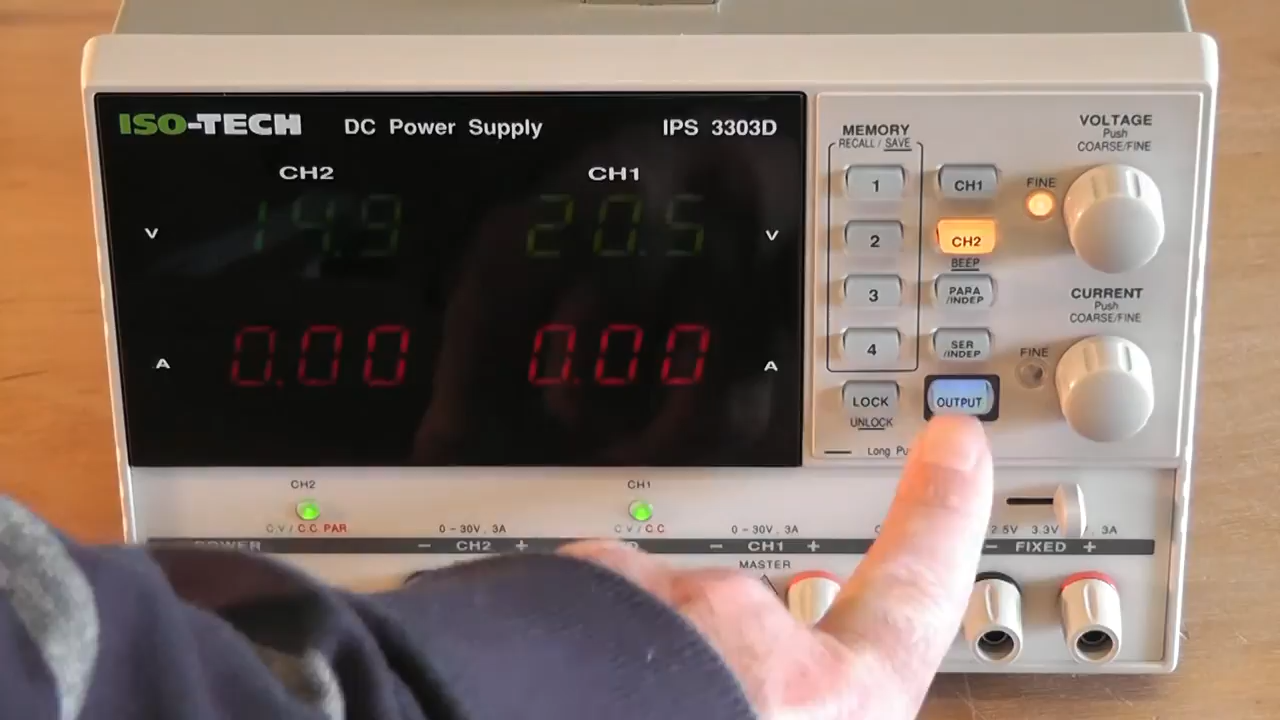 ISO-TECH DC Power Supply IPS 3303D
CH2 CH1
V 14.9 20.5 V
A 0.00 0.00 A
MEMORY
RECALL / SAVE
1
2
3
4
LOCK
UNLOCK
CH1
CH2
BEEP
PARA
/INDEP
SER
/INDEP
OUTPUT
Long
VOLTAGE
Push
COARSE/FINE
FINE
CURRENT
Push
COARSE/FINE
FINE
CH2 CH1
C.V / C.C PAR 0 – 30V , 3A C.V / C.C 0 – 30V , 3A 2.5V 3.3V 3A
POWER – CH2 + – CH1 + – FIXED +
MASTER